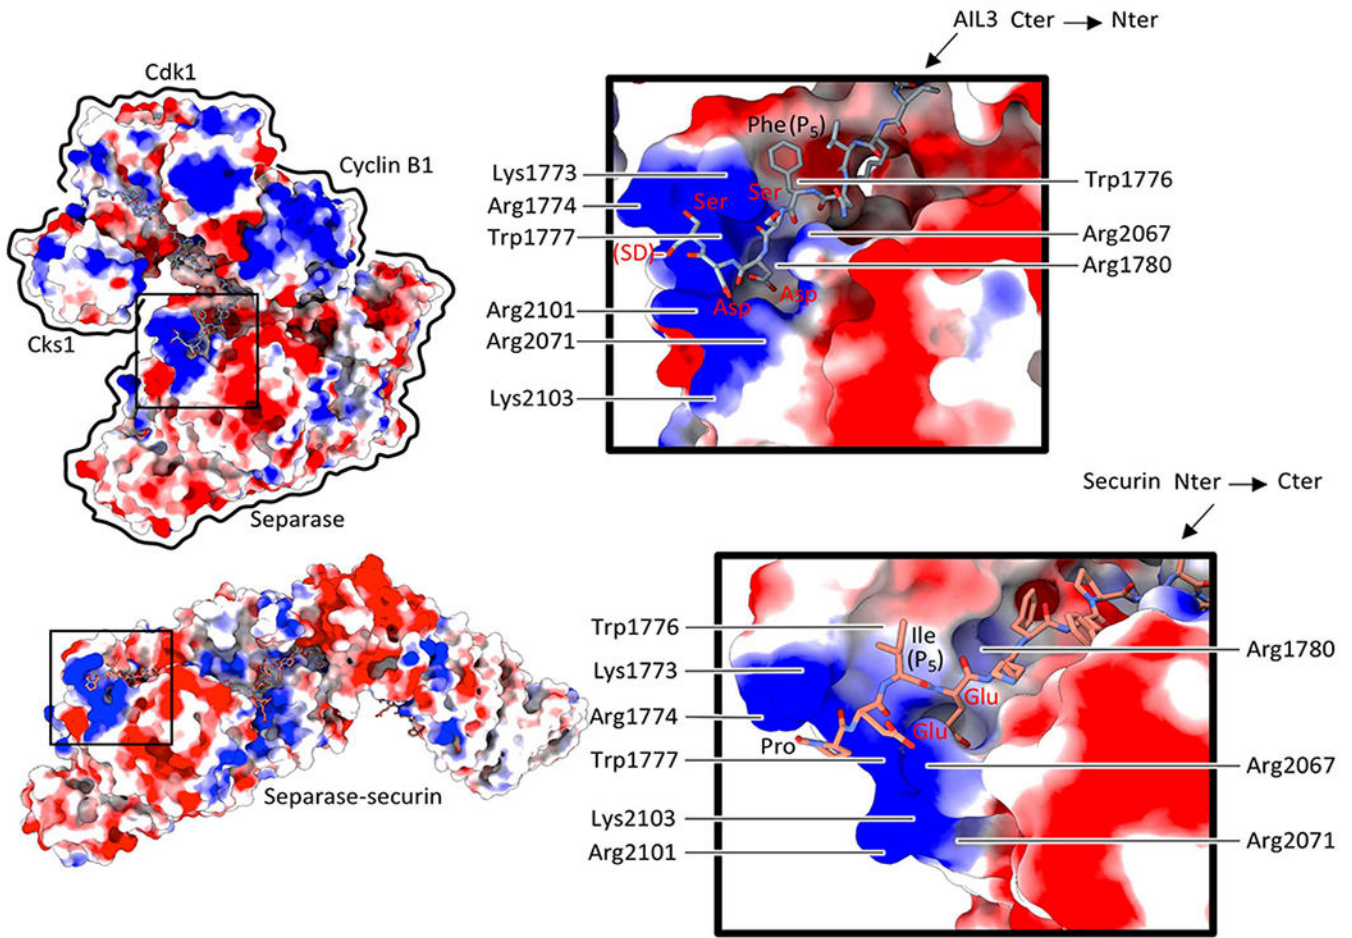 AIL3 Cter → Nter
Cdk1
Cyclin B1
Cks1
Separase
Phe (P5)
Lys1773
Arg1774
Trp1777
Ser
Ser
(SD)
Asp
Asp
Arg2101
Arg2071
Lys2103
Trp1776
Arg2067
Arg1780
Securin Nter → Cter
Separase-securin
Trp1776
Lys1773
Arg1774
Pro
Trp1777
Lys2103
Arg2101
Ile
(P5)
Glu
Glu
Arg1780
Arg2067
Arg2071